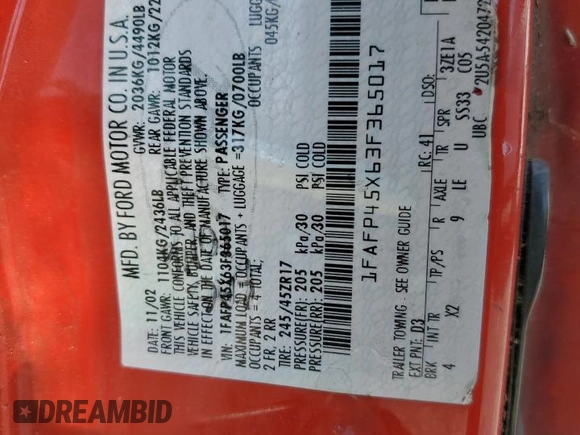 MFD. BY FORD MOTOR CO. IN U.S.A.
DATE: 11/02 GVWR: 2036KG/4490LB
FRONT GAWR: 1104KG/2436LB REAR GAWR: 1012KG/22
THIS VEHICLE CONFORMS TO ALL APPLICABLE FEDERAL MOTOR
VEHICLE SAFETY, BUMPER, AND THEFT PREVENTION STANDARDS
IN EFFECT ON THE DATE OF MANUFACTURE SHOWN ABOVE.
VIN: 1FAFP45X63F365017 TYPE: PASSENGER
MAXIMUM LOAD = OCCUPANTS + LUGGAGE =317KG/0700LB
OCCUPANTS = 4 TOTAL; OCCUPANTS LUGG
2 FR, 2 RR 045KG/
TIRE: 245/45ZR17
PRESSURE(FR): 205 kPa/30 PSI COLD
PRESSURE(RR): 205 kPa/30 PSI COLD
1FAFP45X63F365017
TRAILER TOWING - SEE OWNER GUIDE
EXT PNT: D3 RC: 41 DSO:
BRK INT TR TP/PS R AXLE TR SPR 3ZE1A
4 X2 9 LE U SS33 C05
UBC
DREAMBID